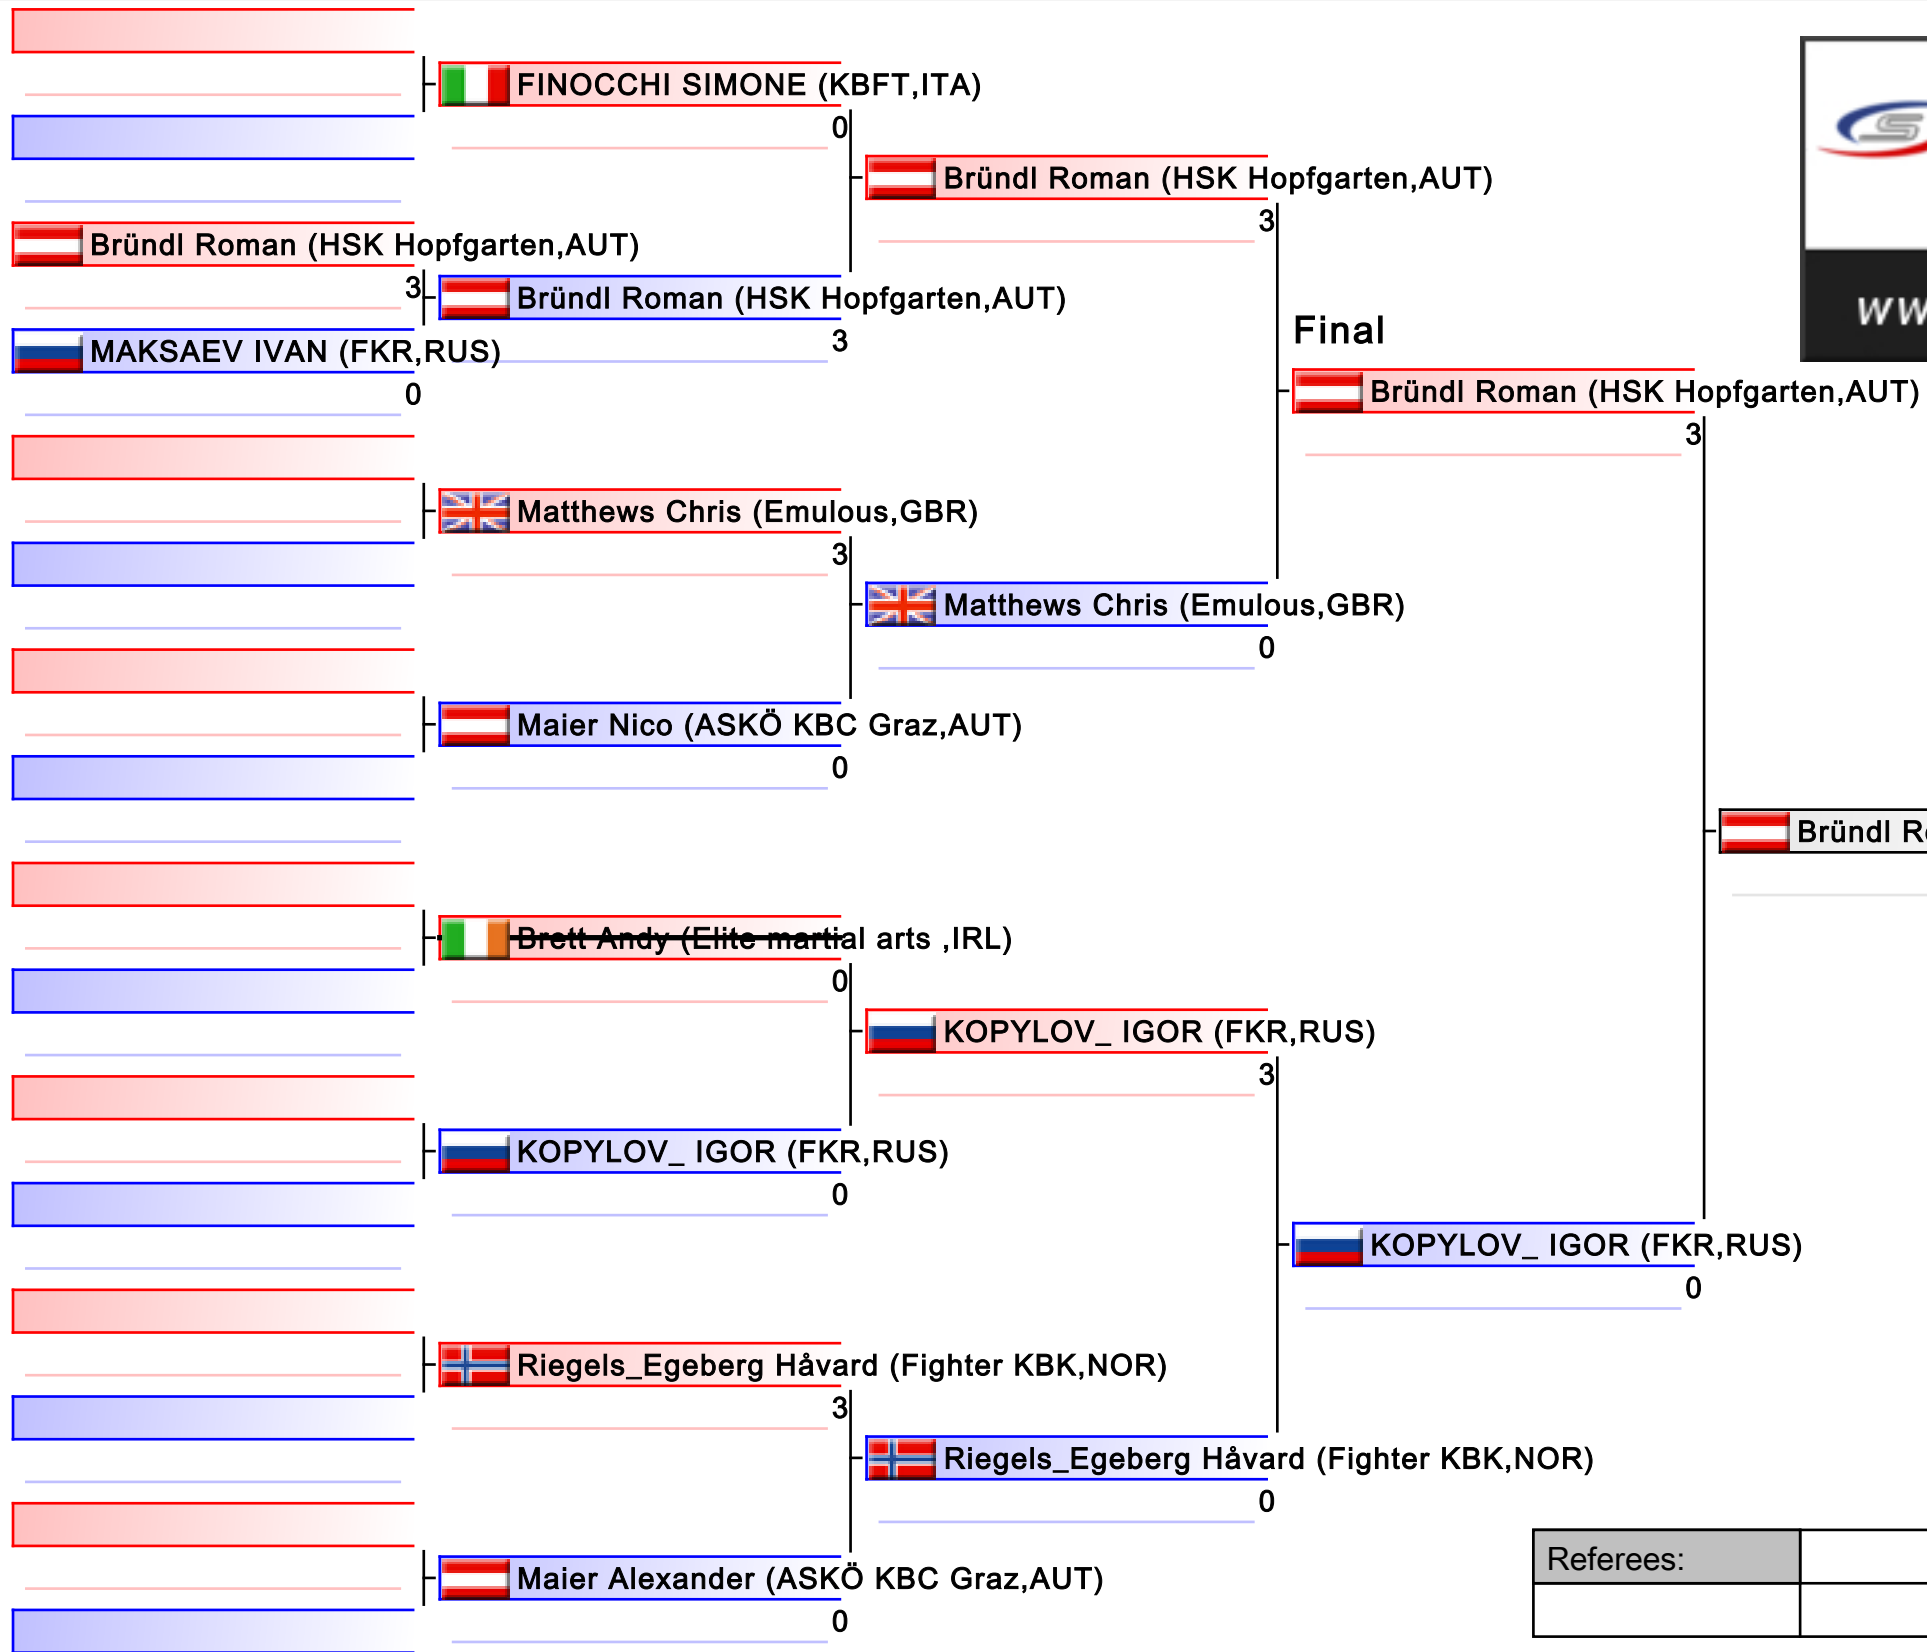 FINOCCHI SIMONE (KBFT,ITA)
0
Bründl Roman (HSK Hopfgarten,AUT)
3
Bründl Roman (HSK Hopfgarten,AUT)
3
Bründl Roman (HSK Hopfgarten,AUT)
3
MAKSAEV IVAN (FKR,RUS)
0
Final
Bründl Roman (HSK Hopfgarten,AUT)
3
Matthews Chris (Emulous,GBR)
3
Matthews Chris (Emulous,GBR)
0
Maier Nico (ASKÖ KBC Graz,AUT)
0
Bründl
Brett Andy (Elite martial arts ,IRL)
0
KOPYLOV_ IGOR (FKR,RUS)
3
KOPYLOV_ IGOR (FKR,RUS)
0
KOPYLOV_ IGOR (FKR,RUS)
0
Riegels_Egeberg Håvard (Fighter KBK,NOR)
3
Riegels_Egeberg Håvard (Fighter KBK,NOR)
0
Maier Alexander (ASKÖ KBC Graz,AUT)
0
Referees: